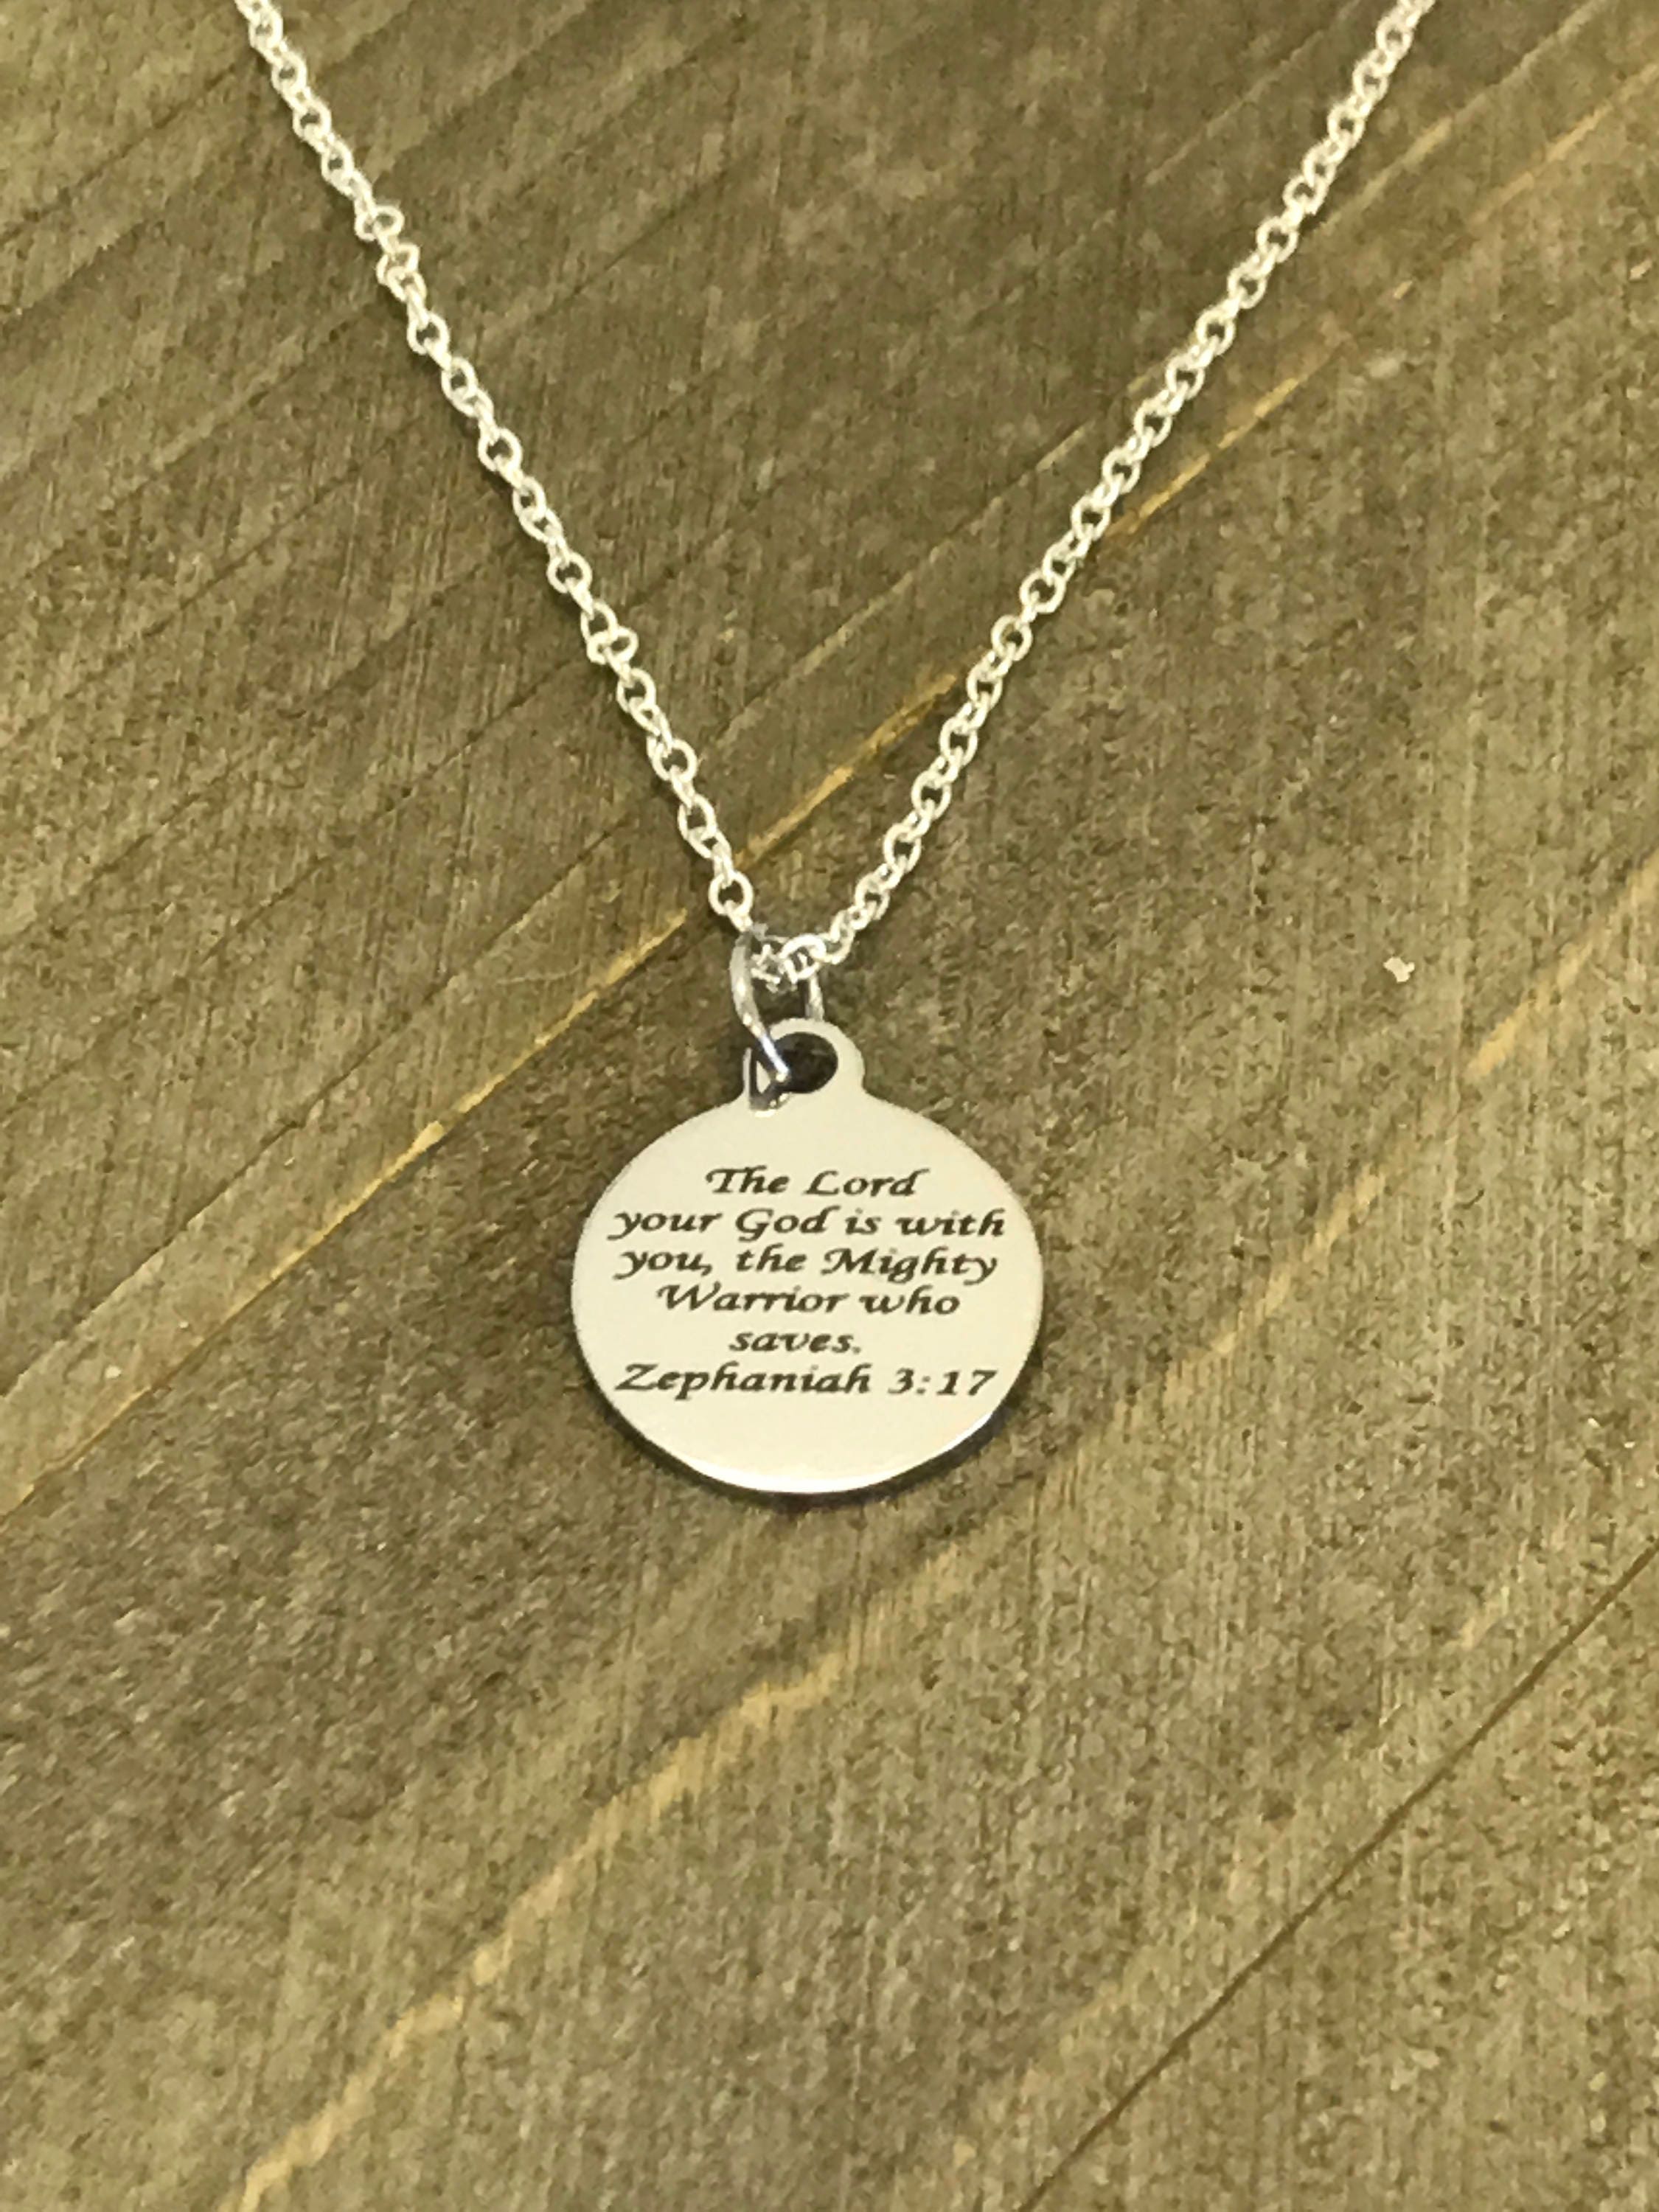 The Lord
your God is with
you, the Mighty
Warrior who
saves.
Zephaniah 3:17